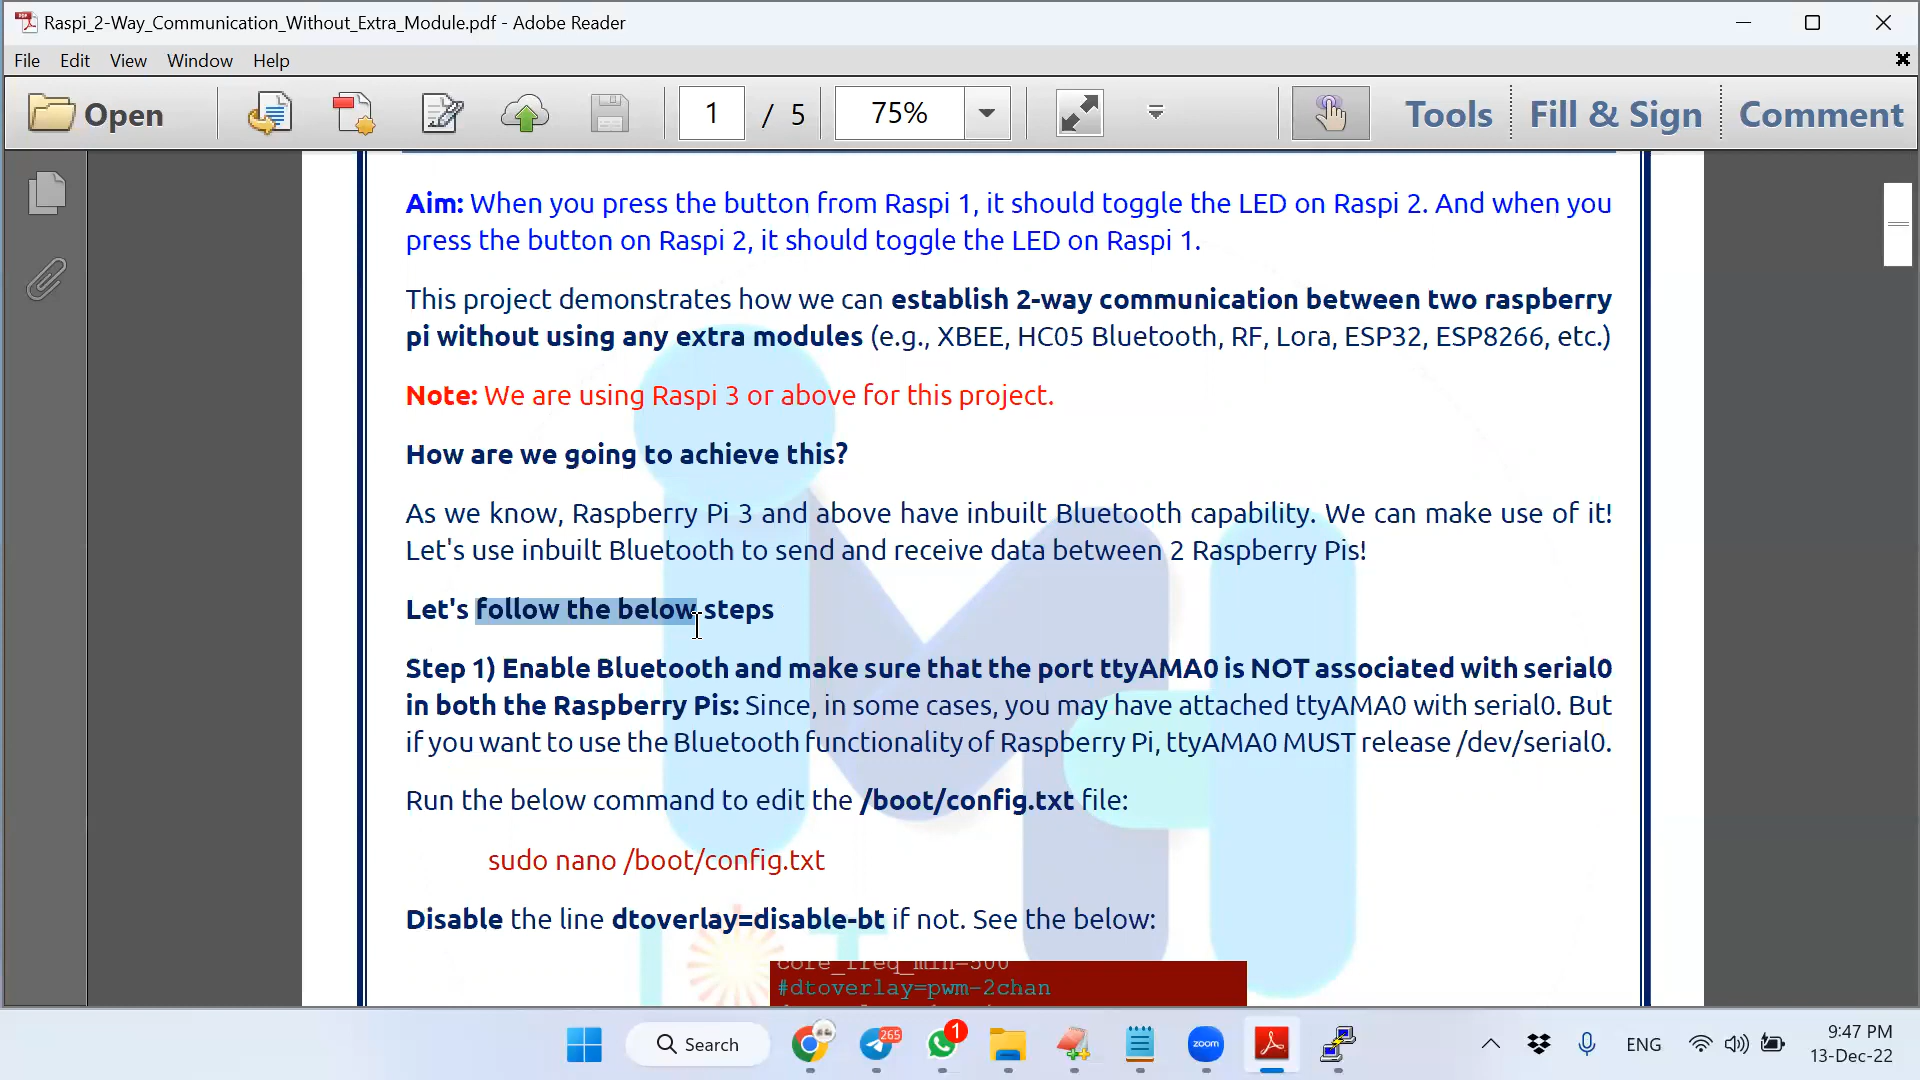 Raspi_2-Way_Communication_Without_Extra_Module.pdf - Adobe Reader
File Edit View Window Help
Open 1 / 5 75% Tools Fill & Sign Comment
Aim: When you press the button from Raspi 1, it should toggle the LED on Raspi 2. And when you
press the button on Raspi 2, it should toggle the LED on Raspi 1.
This project demonstrates how we can establish 2-way communication between two raspberry
pi without using any extra modules (e.g., XBEE, HC05 Bluetooth, RF, Lora, ESP32, ESP8266, etc.)
Note: We are using Raspi 3 or above for this project.
How are we going to achieve this?
As we know, Raspberry Pi 3 and above have inbuilt Bluetooth capability. We can make use of it!
Let's use inbuilt Bluetooth to send and receive data between 2 Raspberry Pis!
Let's follow the below steps
Step 1) Enable Bluetooth and make sure that the port ttyAMA0 is NOT associated with serial0
in both the Raspberry Pis: Since, in some cases, you may have attached ttyAMA0 with serial0. But
if you want to use the Bluetooth functionality of Raspberry Pi, ttyAMA0 MUST release /dev/serial0.
Run the below command to edit the /boot/config.txt file:
sudo nano /boot/config.txt
Disable the line dtoverlay=disable-bt if not. See the below:
core_freq_min=500
#dtoverlay=pwm-2chan
Search 265 1 zoom ENG 9:47 PM
13-Dec-22